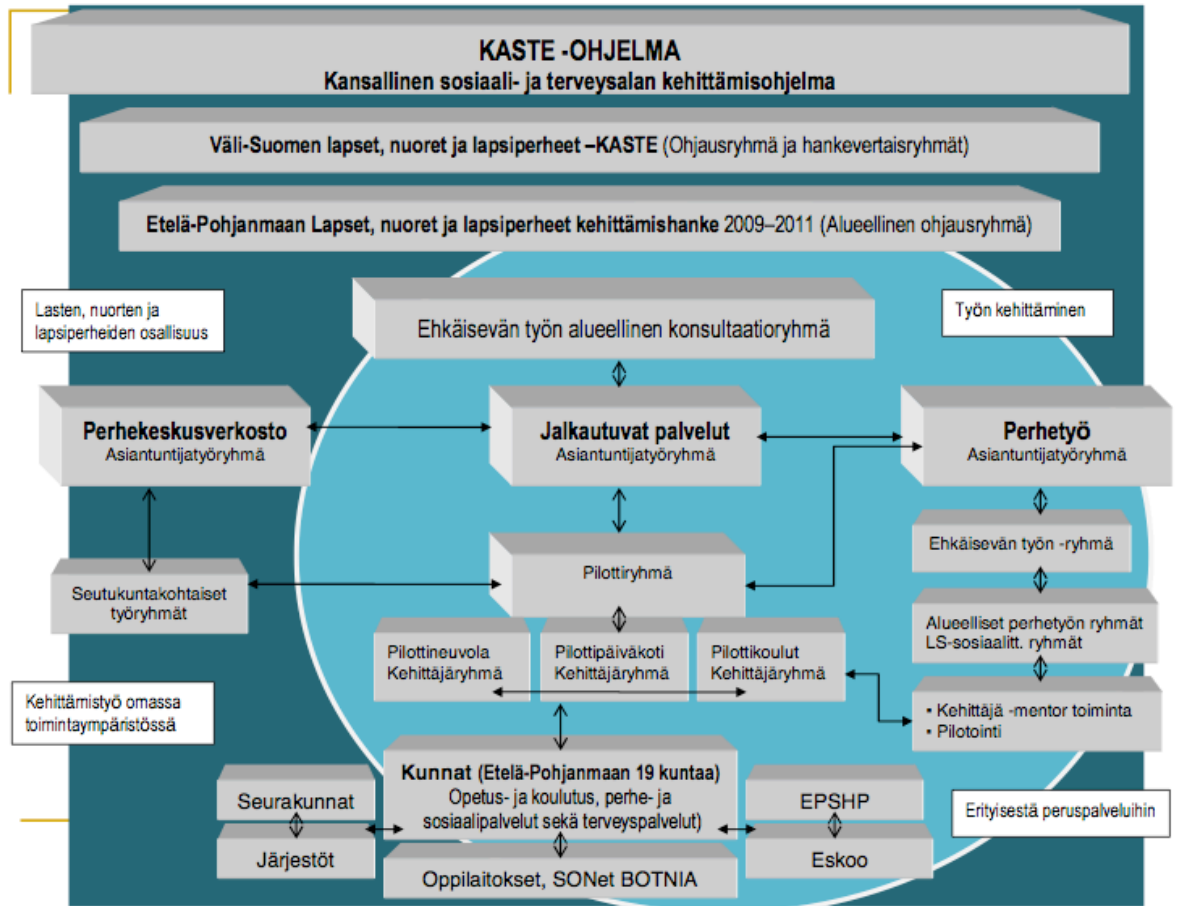 KASTE -OHJELMA
Kansallinen sosiaali- ja terveysalan kehittämisohjelma
Väli-Suomen lapset, nuoret ja lapsiperheet –KASTE (Ohjausryhmä ja hankevertaisryhmät)
Etelä-Pohjanmaan Lapset, nuoret ja lapsiperheet kehittämishanke 2009–2011 (Alueellinen ohjausryhmä)
Lasten, nuorten ja
lapsiperheiden osallisuus
Ehkäisevän työn alueellinen konsultaatioryhmä
Työn kehittäminen
Perhekeskusverkosto
Asiantuntijatyöryhmä
Jalkautuvat palvelut
Asiantuntijatyöryhmä
Perhetyö
Asiantuntijatyöryhmä
Ehkäisevän työn -ryhmä
Seutukuntakohtaiset
työryhmät
Pilottiryhmä
Alueelliset perhetyön ryhmät
LS-sosiaalitt. ryhmät
Pilottineuvola
Kehittäjäryhmä
Pilottipäiväkoti
Kehittäjäryhmä
Pilottikoulut
Kehittäjäryhmä
Kehittämistyö omassa
toimintaympäristössä
▪ Kehittäjä -mentor toiminta
▪ Pilotointi
Kunnat (Etelä-Pohjanmaan 19 kuntaa)
Opetus- ja koulutus, perhe- ja
sosiaalipalvelut sekä terveyspalvelut)
Seurakunnat
Järjestöt
EPSHP
Eskoo
Erityisestä peruspalveluihin
Oppilaitokset, SONet BOTNIA